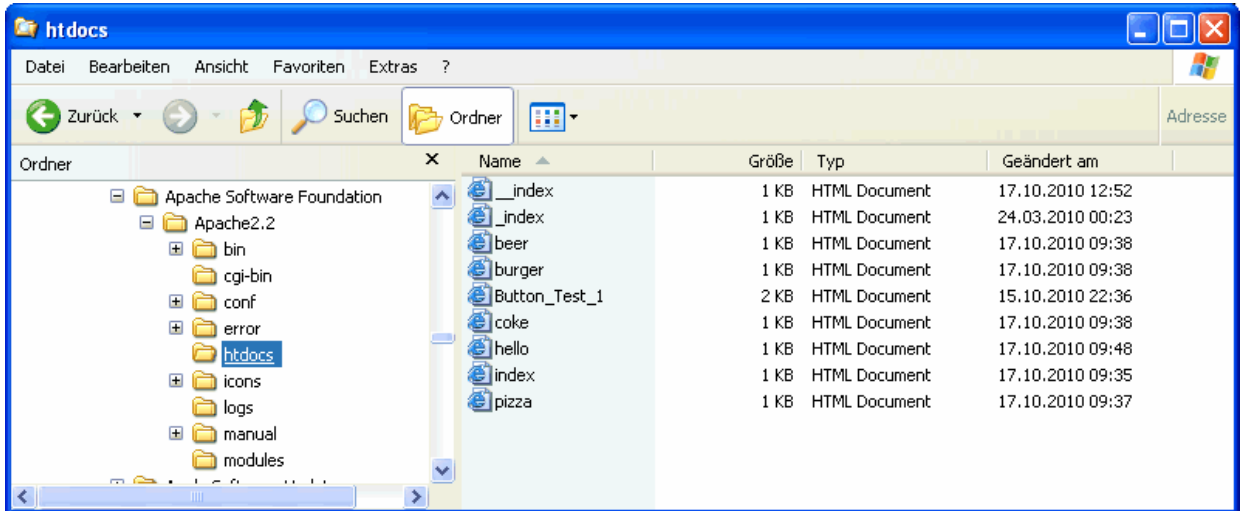 htdocs
Datei Bearbeiten Ansicht Favoriten Extras ?
Zurück Suchen Ordner Adresse
Ordner
Apache Software Foundation
Apache2.2
bin
cgi-bin
conf
error
htdocs
icons
logs
manual
modules
Name Größe Typ Geändert am
__index 1 KB HTML Document 17.10.2010 12:52
_index 1 KB HTML Document 24.03.2010 00:23
beer 1 KB HTML Document 17.10.2010 09:38
burger 1 KB HTML Document 17.10.2010 09:38
Button_Test_1 2 KB HTML Document 15.10.2010 22:36
coke 1 KB HTML Document 17.10.2010 09:38
hello 1 KB HTML Document 17.10.2010 09:48
index 1 KB HTML Document 17.10.2010 09:35
pizza 1 KB HTML Document 17.10.2010 09:37